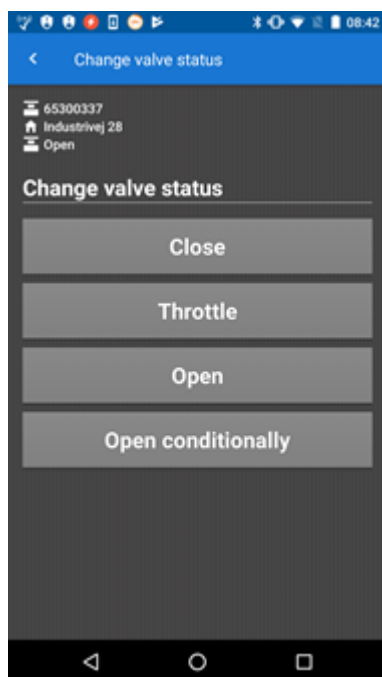 08:42
Change valve status
65300337
Industrivej 28
Open
Change valve status
Close
Throttle
Open
Open conditionally